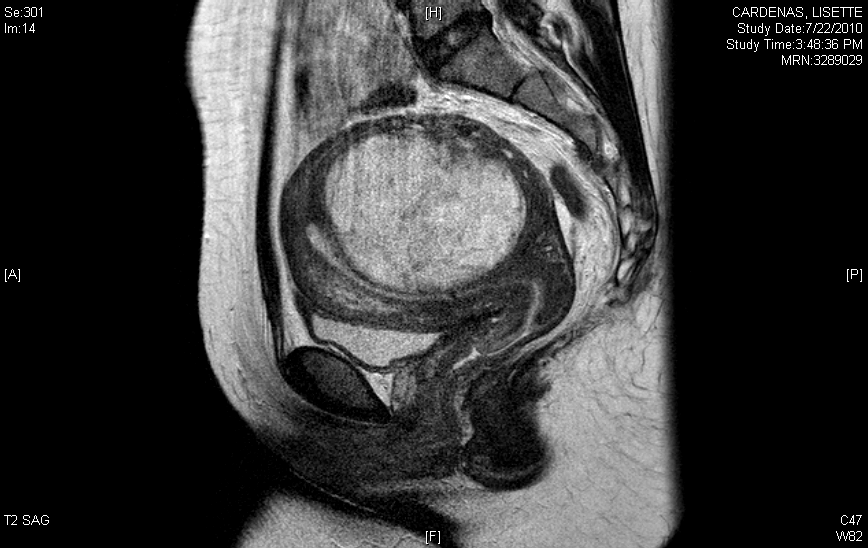 Se:301
Im:14
[H]
CARDENAS, LISETTE
Study Date:7/22/2010
Study Time:3:48:36 PM
MRN:3289029
[A]
[P]
T2 SAG
[F]
C47
W82